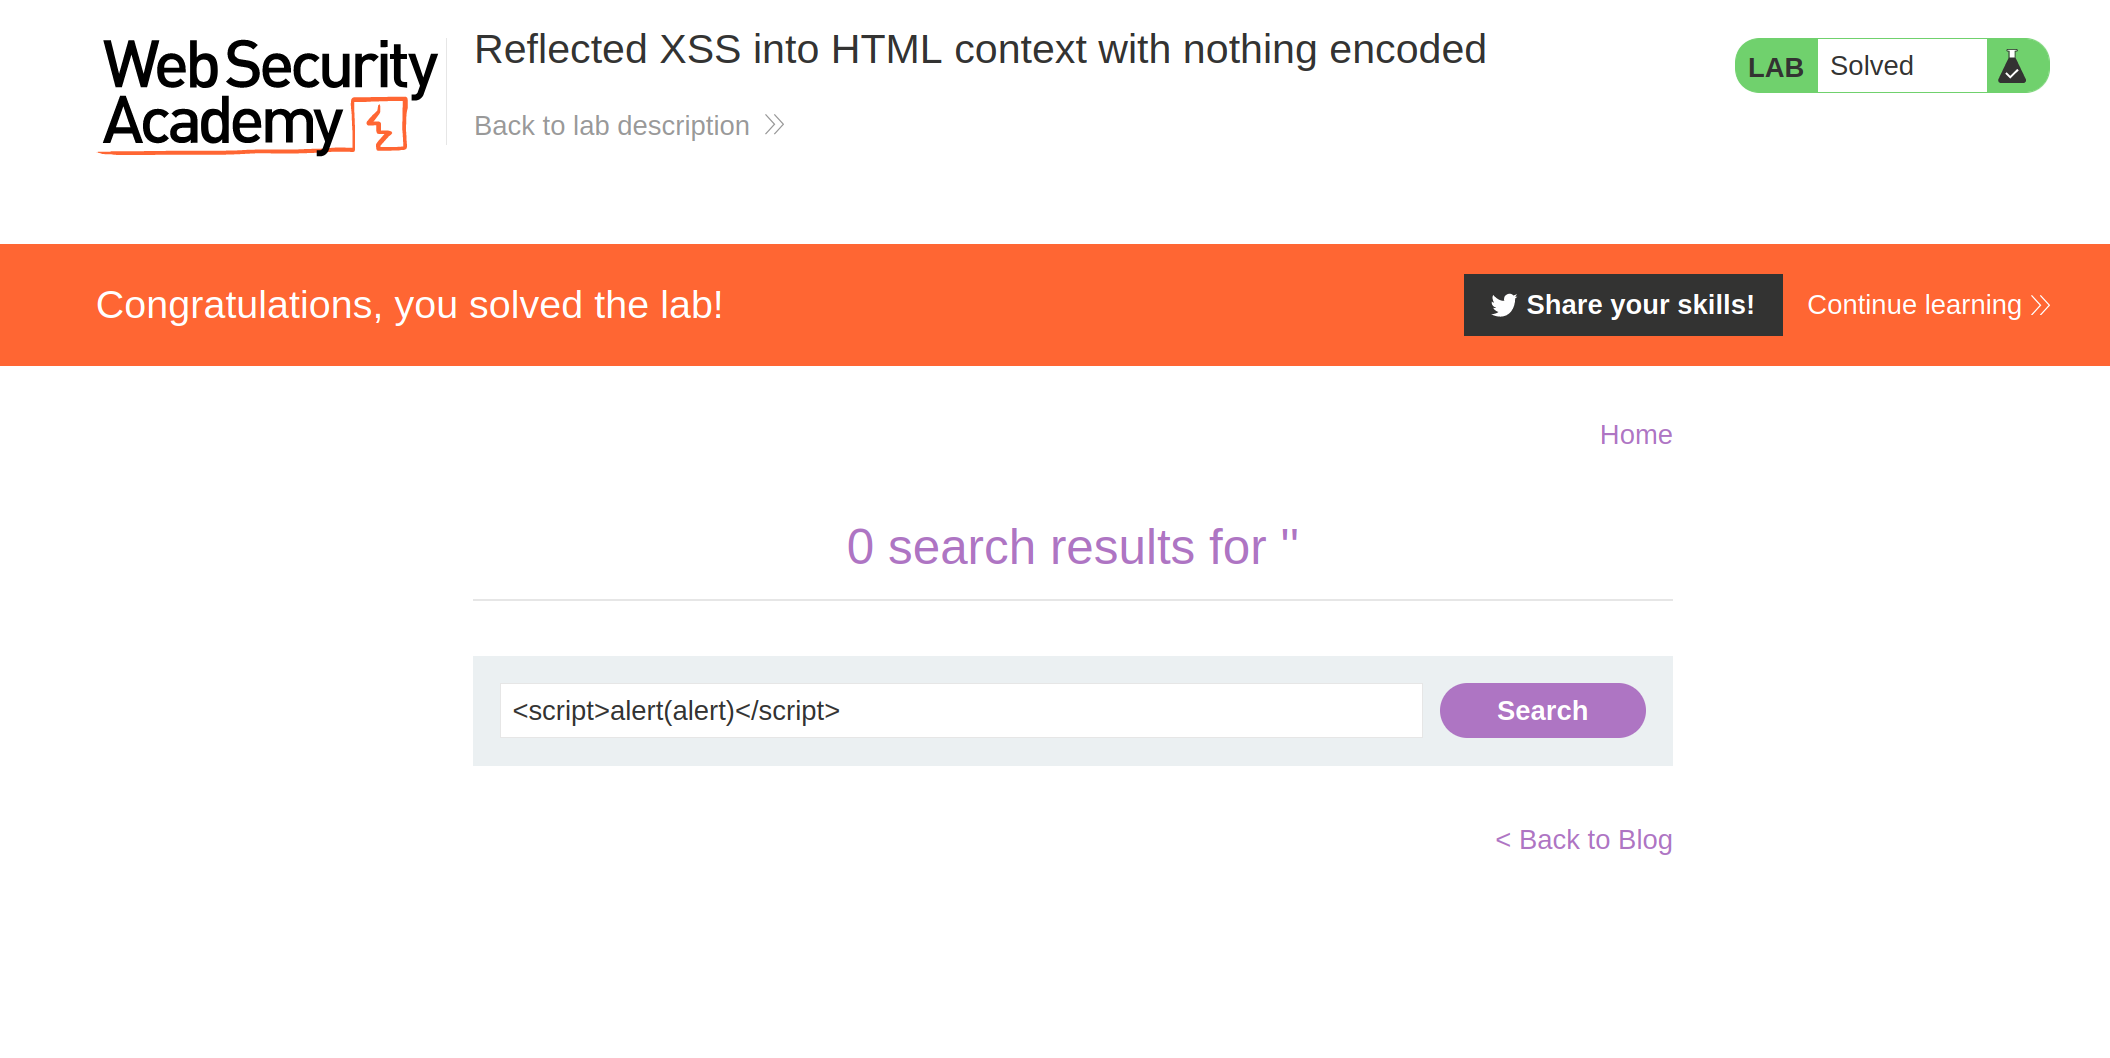 Web Security
Academy
Reflected XSS into HTML context with nothing encoded
Back to lab description
LAB Solved
Congratulations, you solved the lab!
Share your skills!
Continue learning
Home
0 search results for ''
<script>alert(alert)</script>
Search
< Back to Blog